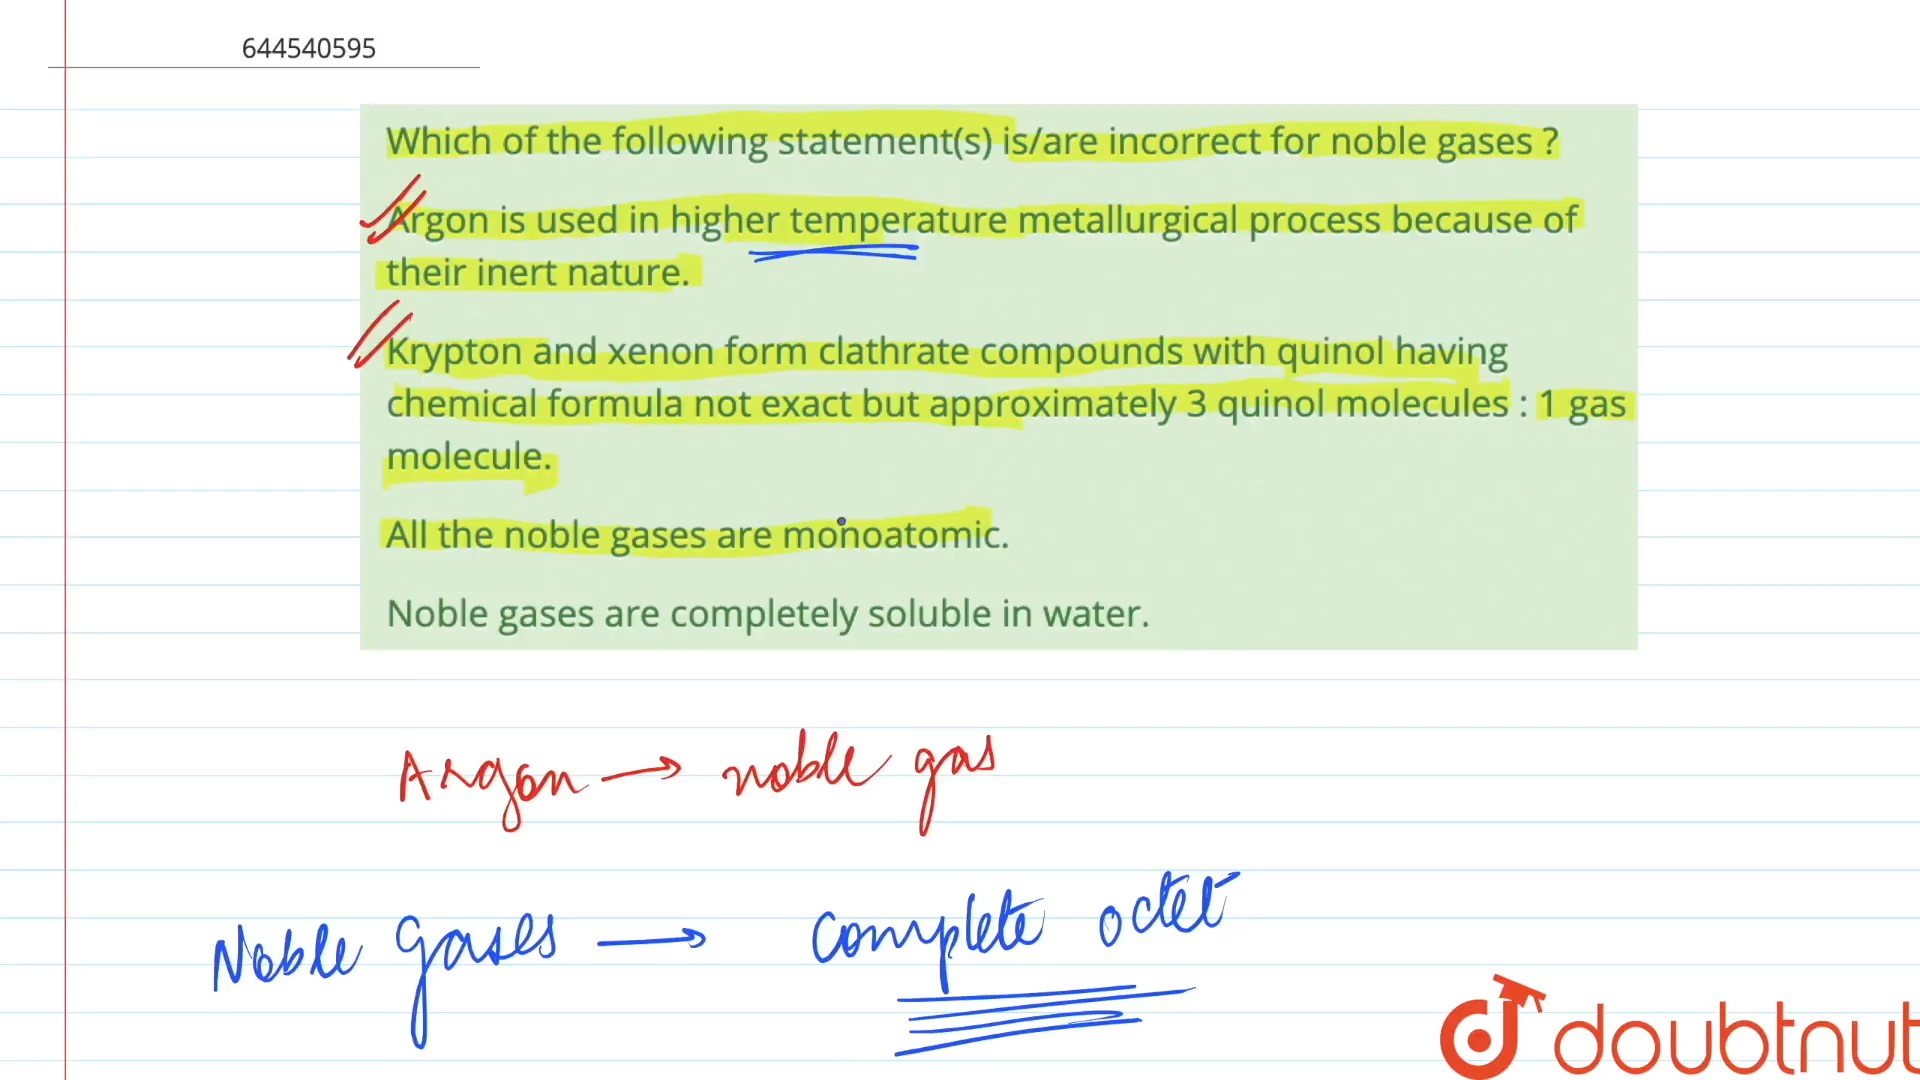 644540595
Which of the following statement(s) is/are incorrect for noble gases ?
Argon is used in higher temperature metallurgical process because of
their inert nature.
Krypton and xenon form clathrate compounds with quinol having
chemical formula not exact but approximately 3 quinol molecules : 1 gas
molecule.
All the noble gases are monoatomic.
Noble gases are completely soluble in water.
Argon → noble gas
Noble gases → complete octet
doubtnut